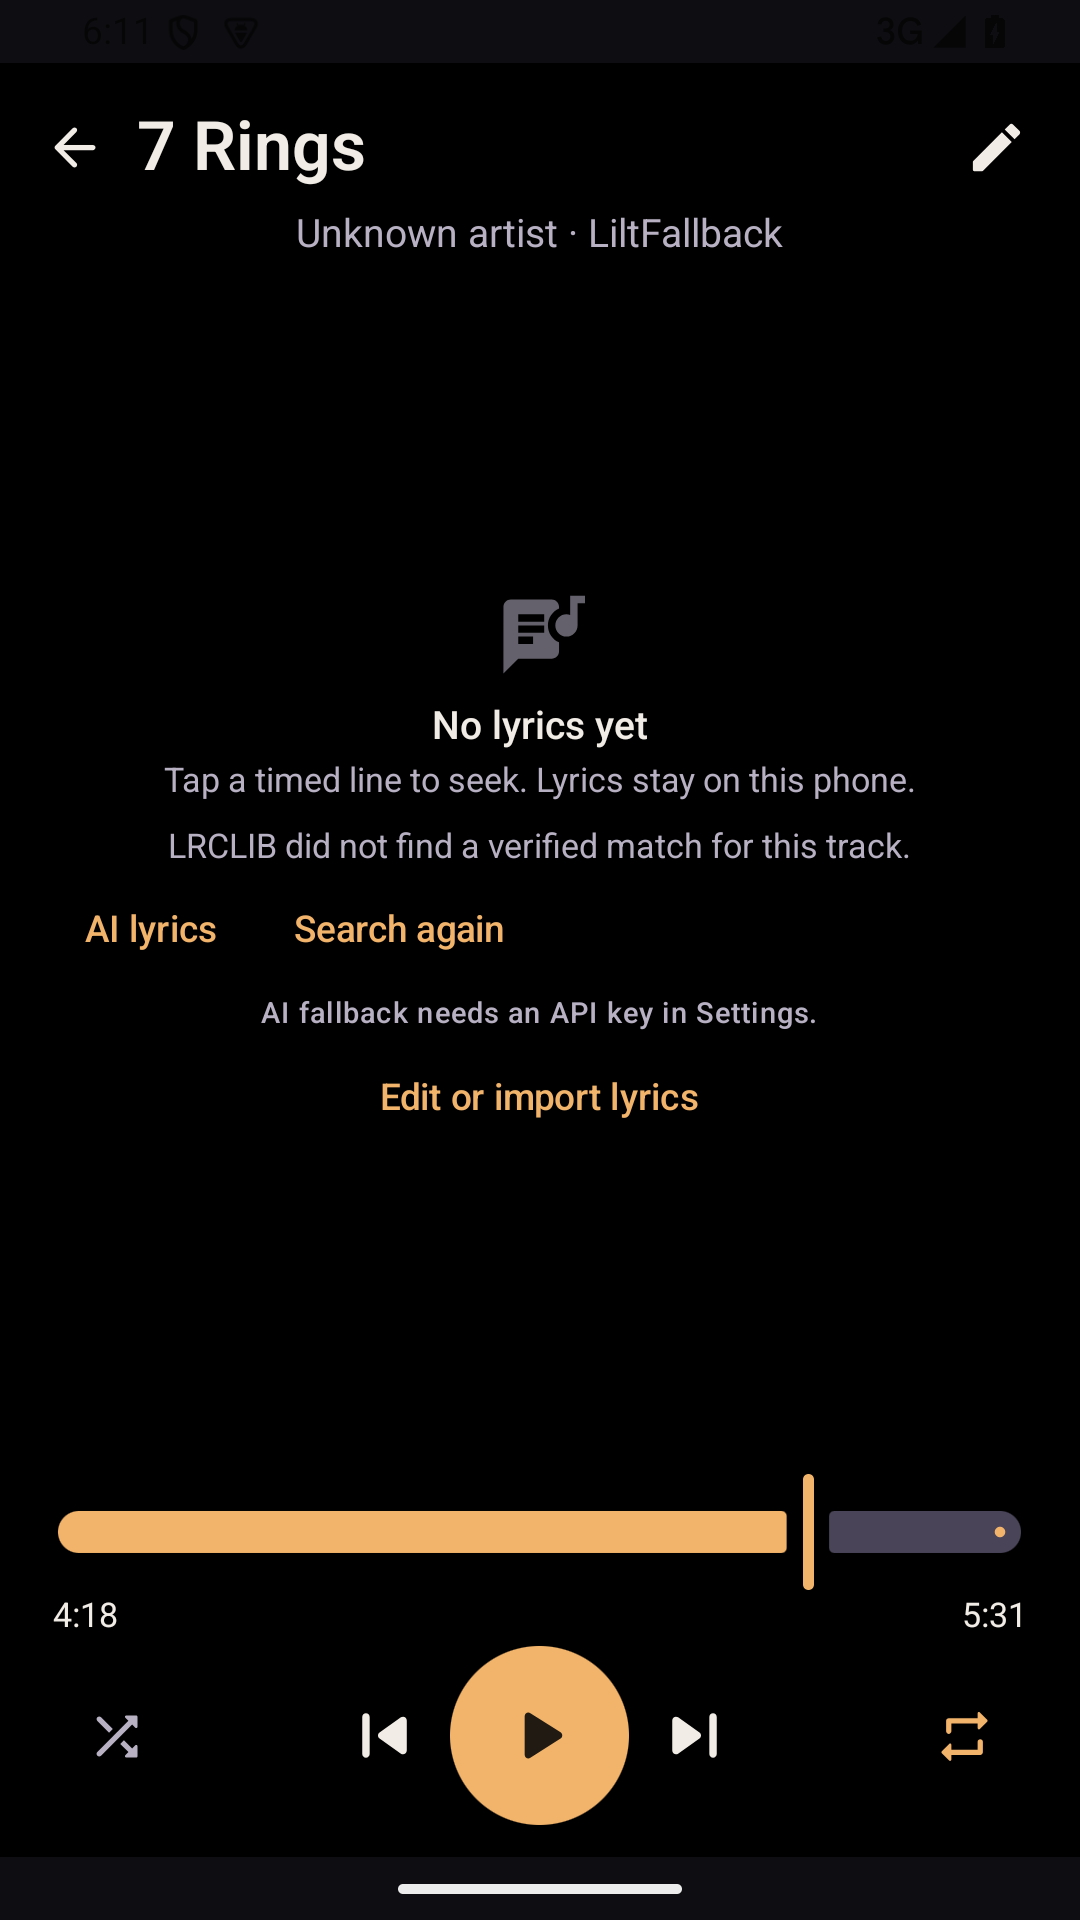 6:11
3G
7 Rings
Unknown artist · LiltFallback
No lyrics yet
Tap a timed line to seek. Lyrics stay on this phone.
LRCLIB did not find a verified match for this track.
AI lyrics
Search again
AI fallback needs an API key in Settings.
Edit or import lyrics
4:18
5:31